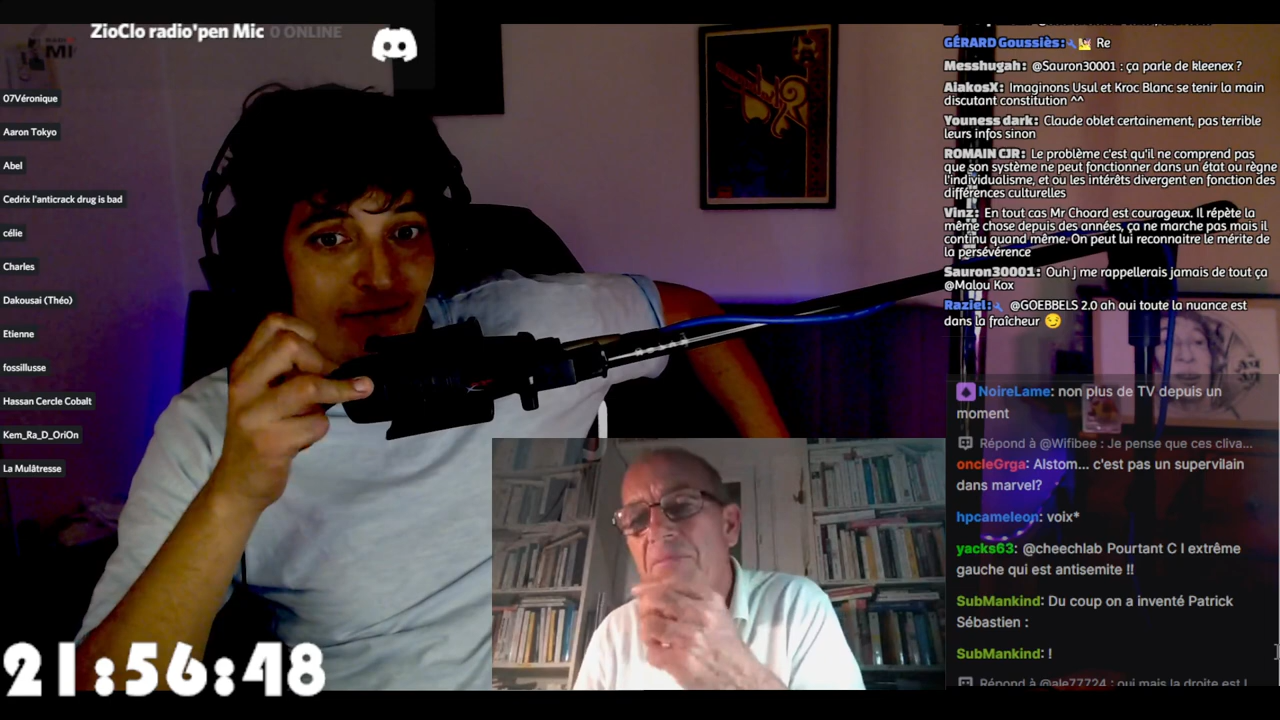 ZioClo radio'pen Mic 0 ONLINE
MI
07Véronique
Aaron Tokyo
Abel
Cedrix l'anticrack drug is bad
célie
Charles
Dakousai (Théo)
Etienne
fossillusse
Hassan Cercle Cobalt
Kem_Ra_D_OriOn
La Mulâtresse
21:56:48
GÉRARD Goussiès: Re
Messhugah: @Sauron30001 : ça parle de kleenex ?
AiakosX: Imaginons Usul et Kroc Blanc se tenir la main
discutant constitution ^^
Youness dark: Claude oblet certainement, pas terrible
leurs infos sinon
ROMAIN CJR: Le problème c'est qu'il ne comprend pas
que son système ne peut fonctionner dans un état ou règne
l'individualisme, et ou les intérêts divergent en fonction des
différences culturelles
Vinz: En tout cas Mr Choard est courageux. Il répète la
même chose depuis des années, ça ne marche pas mais il
continu quand même. On peut lui reconnaitre le mérite de
la persévérence
Sauron30001: Ouh j me rappellerais jamais de tout ça
@Malou Kox
Raziel: @GOEBBELS 2.0 ah oui toute la nuance est
dans la fraîcheur 😏
NoireLame: non plus de TV depuis un
moment
Répond à @Wifibee : Je pense que ces cliva...
oncleGrga: Alstom... c'est pas un supervilain
dans marvel?
hpcameleon: voix*
yacks63: @cheechlab Pourtant C l extrême
gauche qui est antisemite !!
SubMankind: Du coup on a inventé Patrick
Sébastien :
SubMankind: !
Répond à @ale77724 : oui mais la droite est l